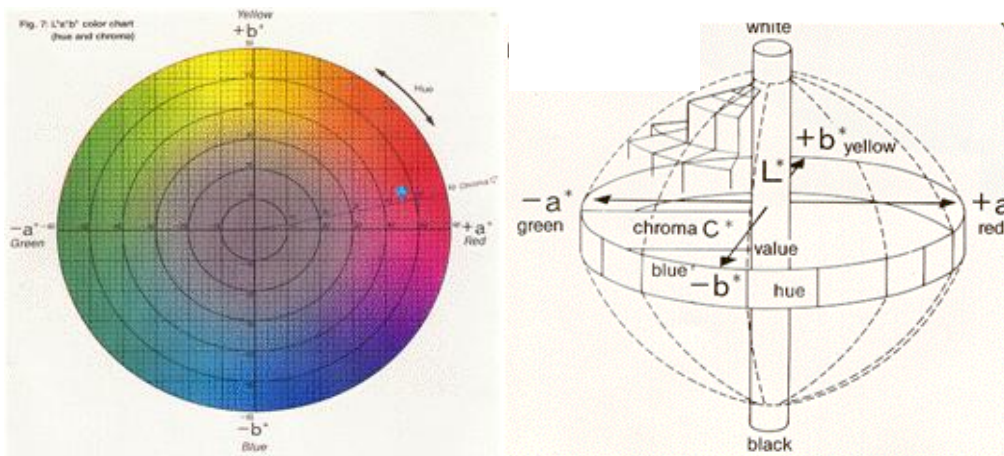 Fig. 7: L*a*b* color chart
(hue and chroma)
Yellow
+b*
Hue
Chroma C*
-a*
Green
+a*
Red
-b*
Blue
white
+b* yellow
L*
-a*
green
+a
red
chroma C*
value
blue
-b*
hue
black